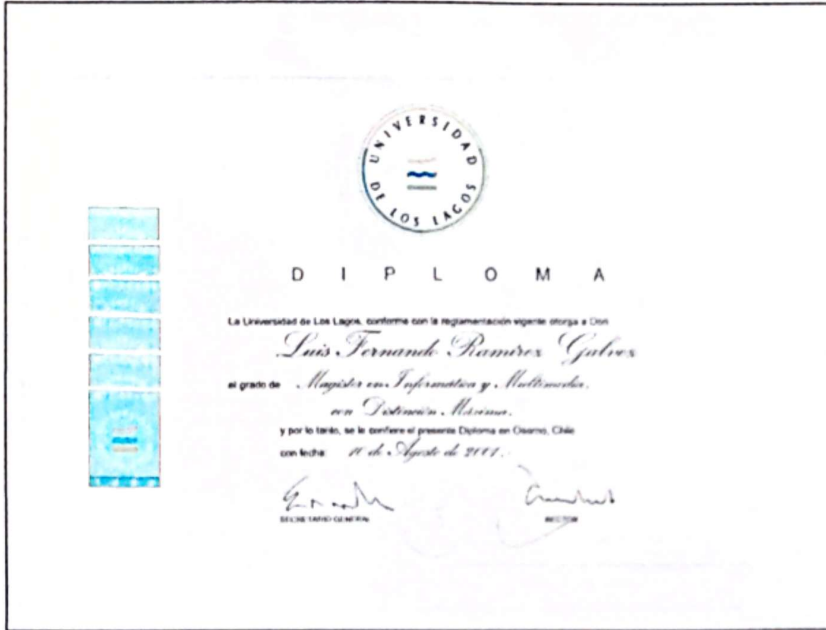 UNIVERSIDAD DE LOS LAGOS
D I P L O M A
La Universidad de Los Lagos, conforme con la reglamentación vigente otorga a Don
Luis Fernando Ramirez Galvez
el grado de Magister en Informática y Multimedia,
con Distinción Máxima.
y por lo tanto, se le confiere el presente Diploma en Osorno, Chile
con fecha: 10 de Agosto de
SECRETARIO GENERAL
RECTOR